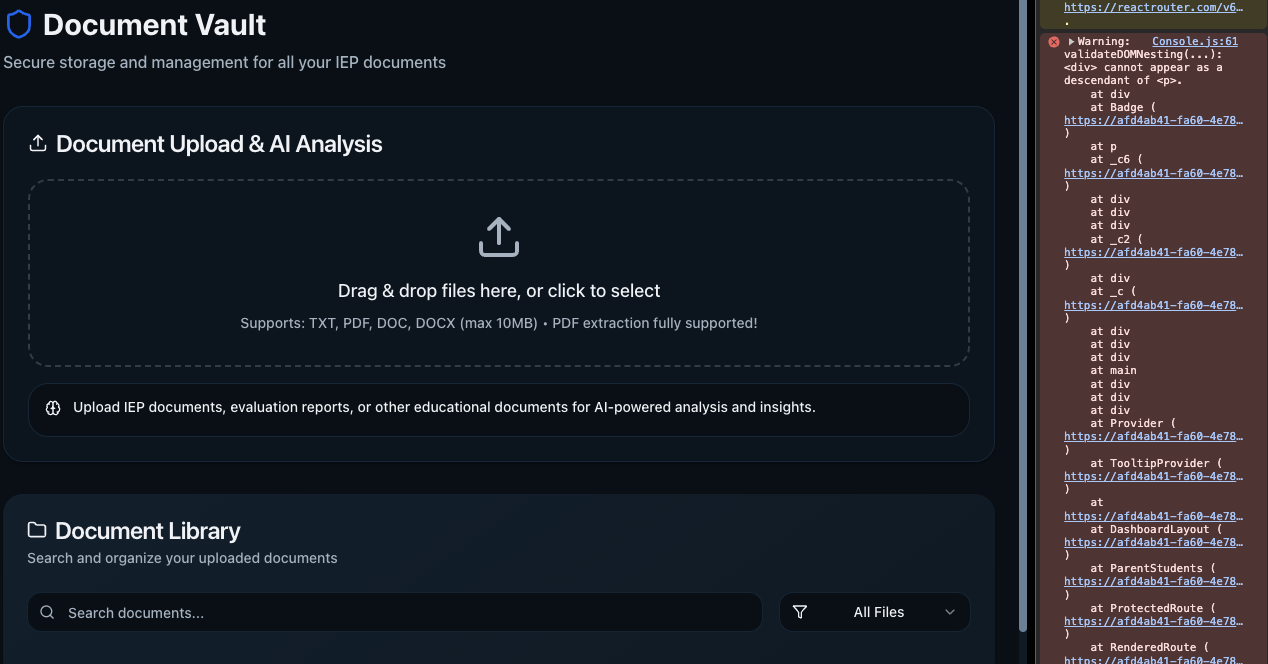 Document Vault
Secure storage and management for all your IEP documents
Document Upload & AI Analysis
Drag & drop files here, or click to select
Supports: TXT, PDF, DOC, DOCX (max 10MB) • PDF extraction fully supported!
Upload IEP documents, evaluation reports, or other educational documents for AI-powered analysis and insights.
Document Library
Search and organize your uploaded documents
Search documents...
All Files
https://reactrouter.com/v6…
.
Warning: Console.js:61
validateDOMNesting(...):
<div> cannot appear as a
descendant of <p>.
at div
at Badge (
https://afd4ab41-fa60-4e78…
)
at p
at _c6 (
https://afd4ab41-fa60-4e78…
)
at div
at div
at div
at _c2 (
https://afd4ab41-fa60-4e78…
)
at div
at _c (
https://afd4ab41-fa60-4e78…
)
at div
at div
at div
at main
at div
at div
at div
at Provider (
https://afd4ab41-fa60-4e78…
)
at TooltipProvider (
https://afd4ab41-fa60-4e78…
)
at
https://afd4ab41-fa60-4e78…
at DashboardLayout (
https://afd4ab41-fa60-4e78…
)
at ParentStudents (
https://afd4ab41-fa60-4e78…
)
at ProtectedRoute (
https://afd4ab41-fa60-4e78…
)
at RenderedRoute (
https://afd4ab41-fa60-4e78…